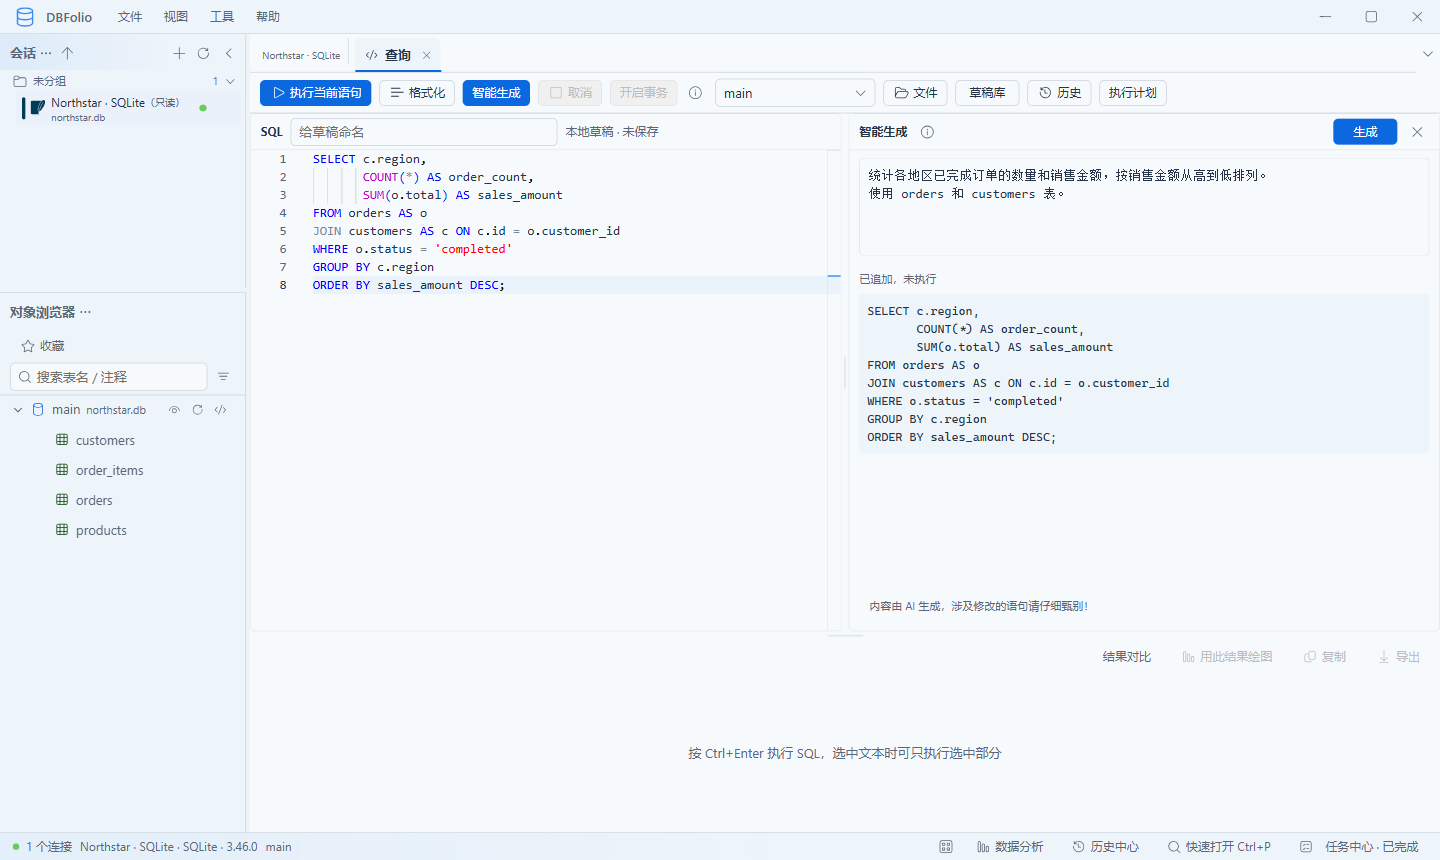 DBFolio 文件 视图 工具 帮助
会话 ···
未分组 1
Northstar · SQLite（只读）
northstar.db
对象浏览器 ···
收藏
搜索表名 / 注释
main northstar.db
customers
order_items
orders
products
Northstar · SQLite 查询
执行当前语句 格式化 智能生成 取消 开启事务 main 文件 草稿库 历史 执行计划
SQL 给草稿命名 本地草稿 · 未保存
1 SELECT c.region,
2 COUNT(*) AS order_count,
3 SUM(o.total) AS sales_amount
4 FROM orders AS o
5 JOIN customers AS c ON c.id = o.customer_id
6 WHERE o.status = 'completed'
7 GROUP BY c.region
8 ORDER BY sales_amount DESC;
智能生成 生成
统计各地区已完成订单的数量和销售金额，按销售金额从高到低排列。
使用 orders 和 customers 表。
已追加，未执行
SELECT c.region,
COUNT(*) AS order_count,
SUM(o.total) AS sales_amount
FROM orders AS o
JOIN customers AS c ON c.id = o.customer_id
WHERE o.status = 'completed'
GROUP BY c.region
ORDER BY sales_amount DESC;
内容由 AI 生成，涉及修改的语句请仔细甄别！
结果对比 用此结果绘图 复制 导出
按 Ctrl+Enter 执行 SQL，选中文本时可只执行选中部分
1 个连接 Northstar · SQLite · SQLite · 3.46.0 main 数据分析 历史中心 快速打开 Ctrl+P 任务中心 · 已完成